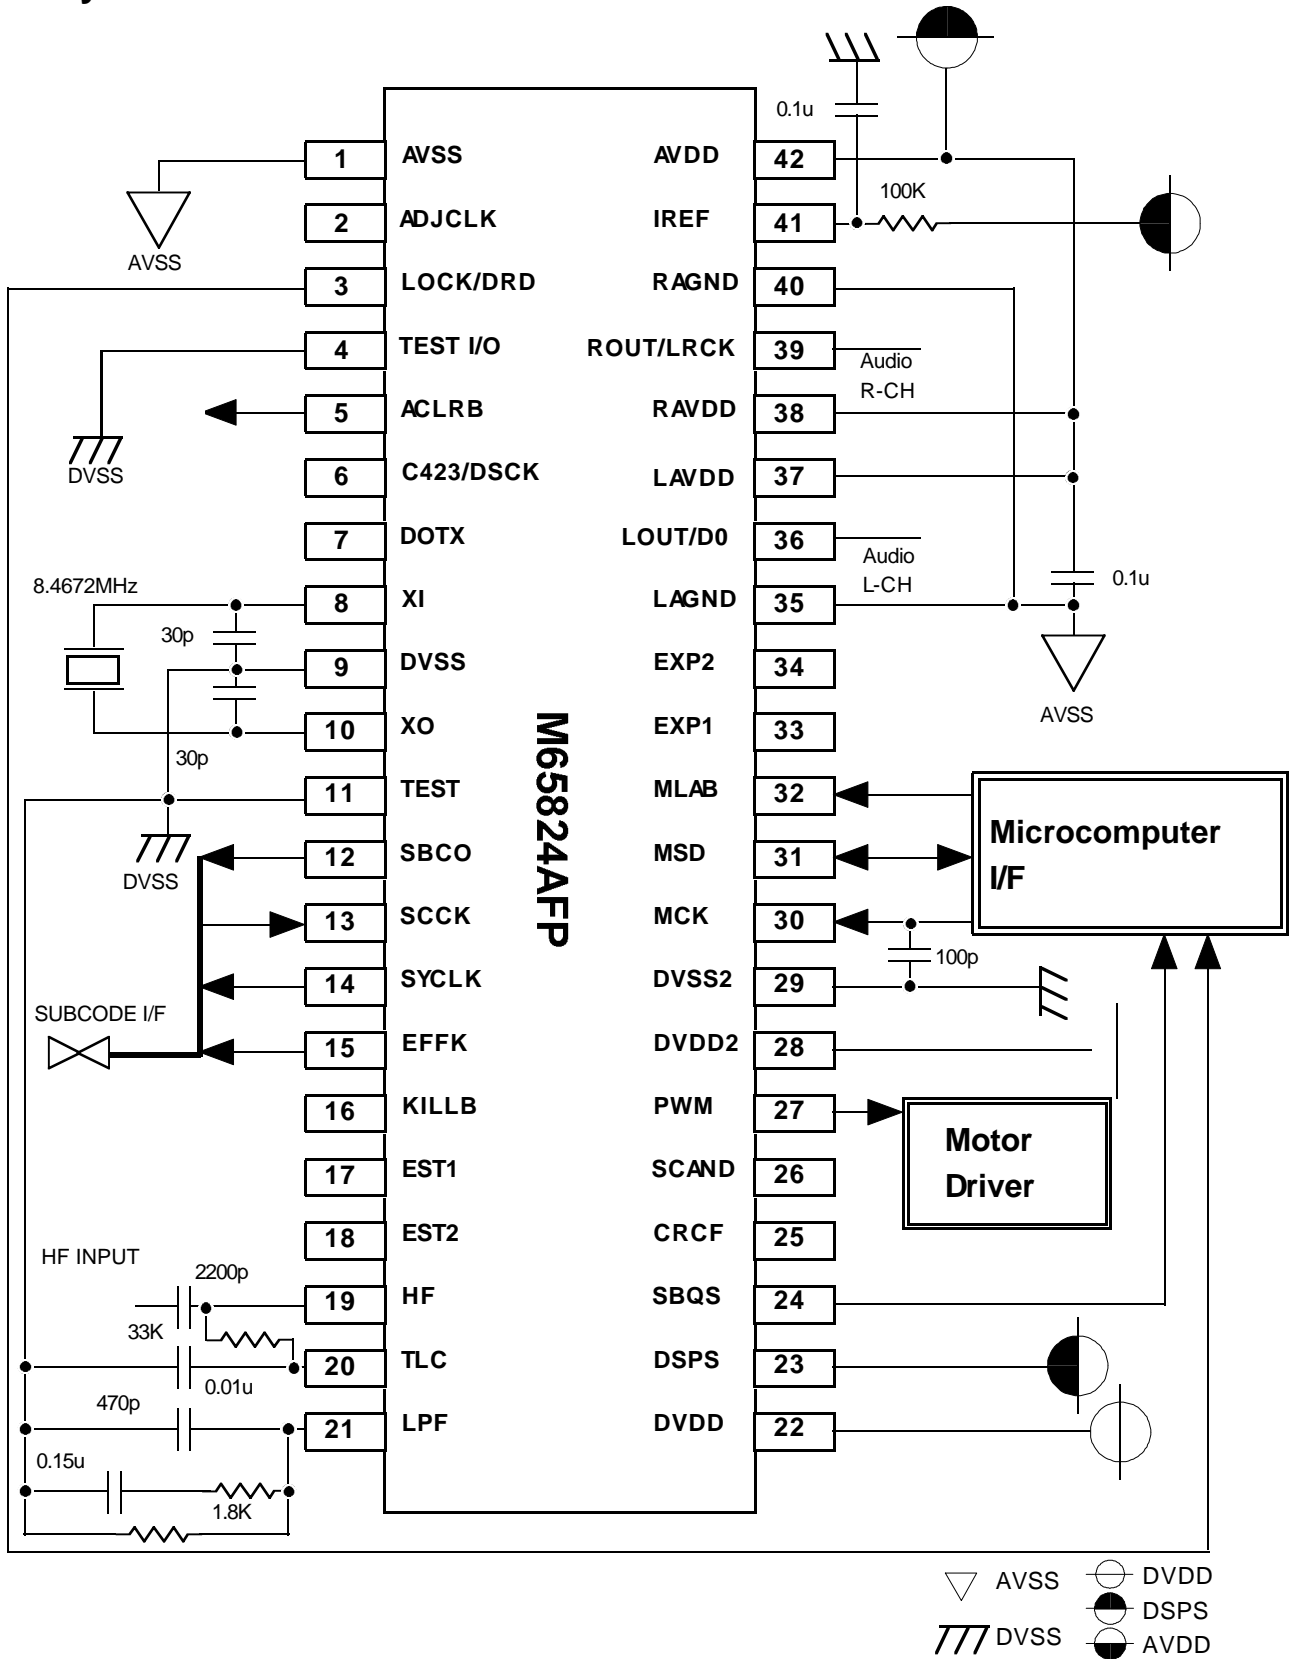 0.1u
1 AVSS AVDD 42
100K
2 ADJCLK IREF 41
AVSS
3 LOCK/DRD RAGND 40
4 TEST I/O ROUT/LRCK 39
Audio
R-CH
5 ACLRB RAVDD 38
DVSS
6 C423/DSCK LAVDD 37
7 DOTX LOUT/D0 36
Audio
L-CH
8.4672MHz
0.1u
8 XI LAGND 35
30p
9 DVSS EXP2 34
AVSS
10 XO EXP1 33
30p
M65824AFP
11 TEST MLAB 32
Microcomputer
I/F
12 SBCO MSD 31
DVSS
13 SCCK MCK 30
100p
14 SYCLK DVSS2 29
SUBCODE I/F
15 EFFK DVDD2 28
16 KILLB PWM 27
Motor
Driver
17 EST1 SCAND 26
18 EST2 CRCF 25
HF INPUT
2200p
19 HF SBQS 24
33K
20 TLC DSPS 23
0.01u
470p
21 LPF DVDD 22
0.15u
1.8K
AVSS DVDD
DSPS
DVSS AVDD